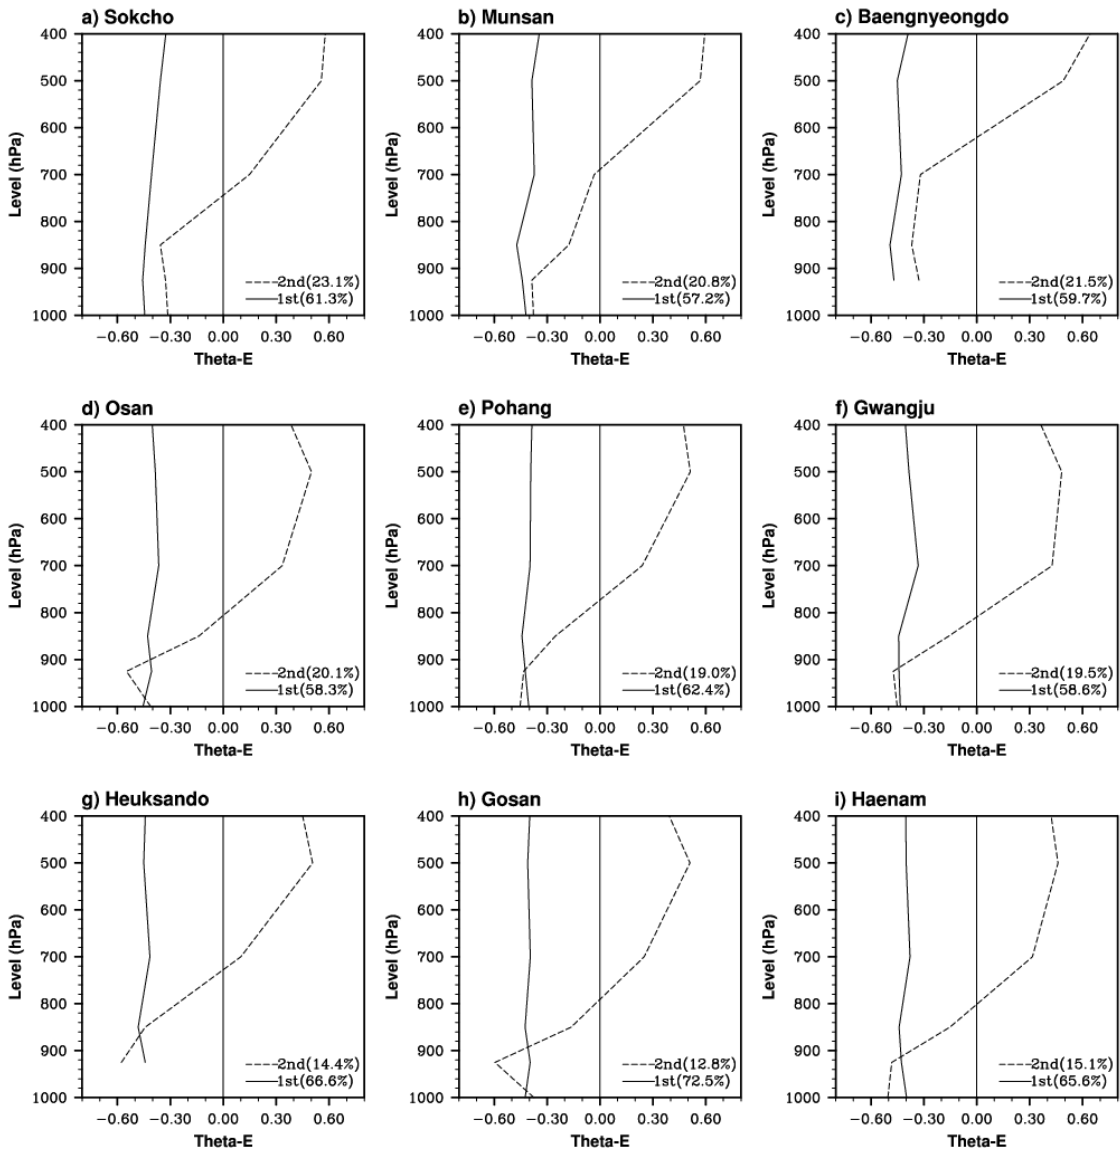 a) Sokcho
400
500
600
700
800
900
1000
Level (hPa)
2nd(23.1%)
1st(61.3%)
−0.60 −0.30 0.00 0.30 0.60
Theta-E
b) Munsan
400
500
600
700
800
900
1000
Level (hPa)
2nd(20.8%)
1st(57.2%)
−0.60 −0.30 0.00 0.30 0.60
Theta-E
c) Baengnyeongdo
400
500
600
700
800
900
1000
Level (hPa)
2nd(21.5%)
1st(59.7%)
−0.60 −0.30 0.00 0.30 0.60
Theta-E
d) Osan
400
500
600
700
800
900
1000
Level (hPa)
2nd(20.1%)
1st(58.3%)
−0.60 −0.30 0.00 0.30 0.60
Theta-E
e) Pohang
400
500
600
700
800
900
1000
Level (hPa)
2nd(19.0%)
1st(62.4%)
−0.60 −0.30 0.00 0.30 0.60
Theta-E
f) Gwangju
400
500
600
700
800
900
1000
Level (hPa)
2nd(19.5%)
1st(58.6%)
−0.60 −0.30 0.00 0.30 0.60
Theta-E
g) Heuksando
400
500
600
700
800
900
1000
Level (hPa)
2nd(14.4%)
1st(66.6%)
−0.60 −0.30 0.00 0.30 0.60
Theta-E
h) Gosan
400
500
600
700
800
900
1000
Level (hPa)
2nd(12.8%)
1st(72.5%)
−0.60 −0.30 0.00 0.30 0.60
Theta-E
i) Haenam
400
500
600
700
800
900
1000
Level (hPa)
2nd(15.1%)
1st(65.6%)
−0.60 −0.30 0.00 0.30 0.60
Theta-E